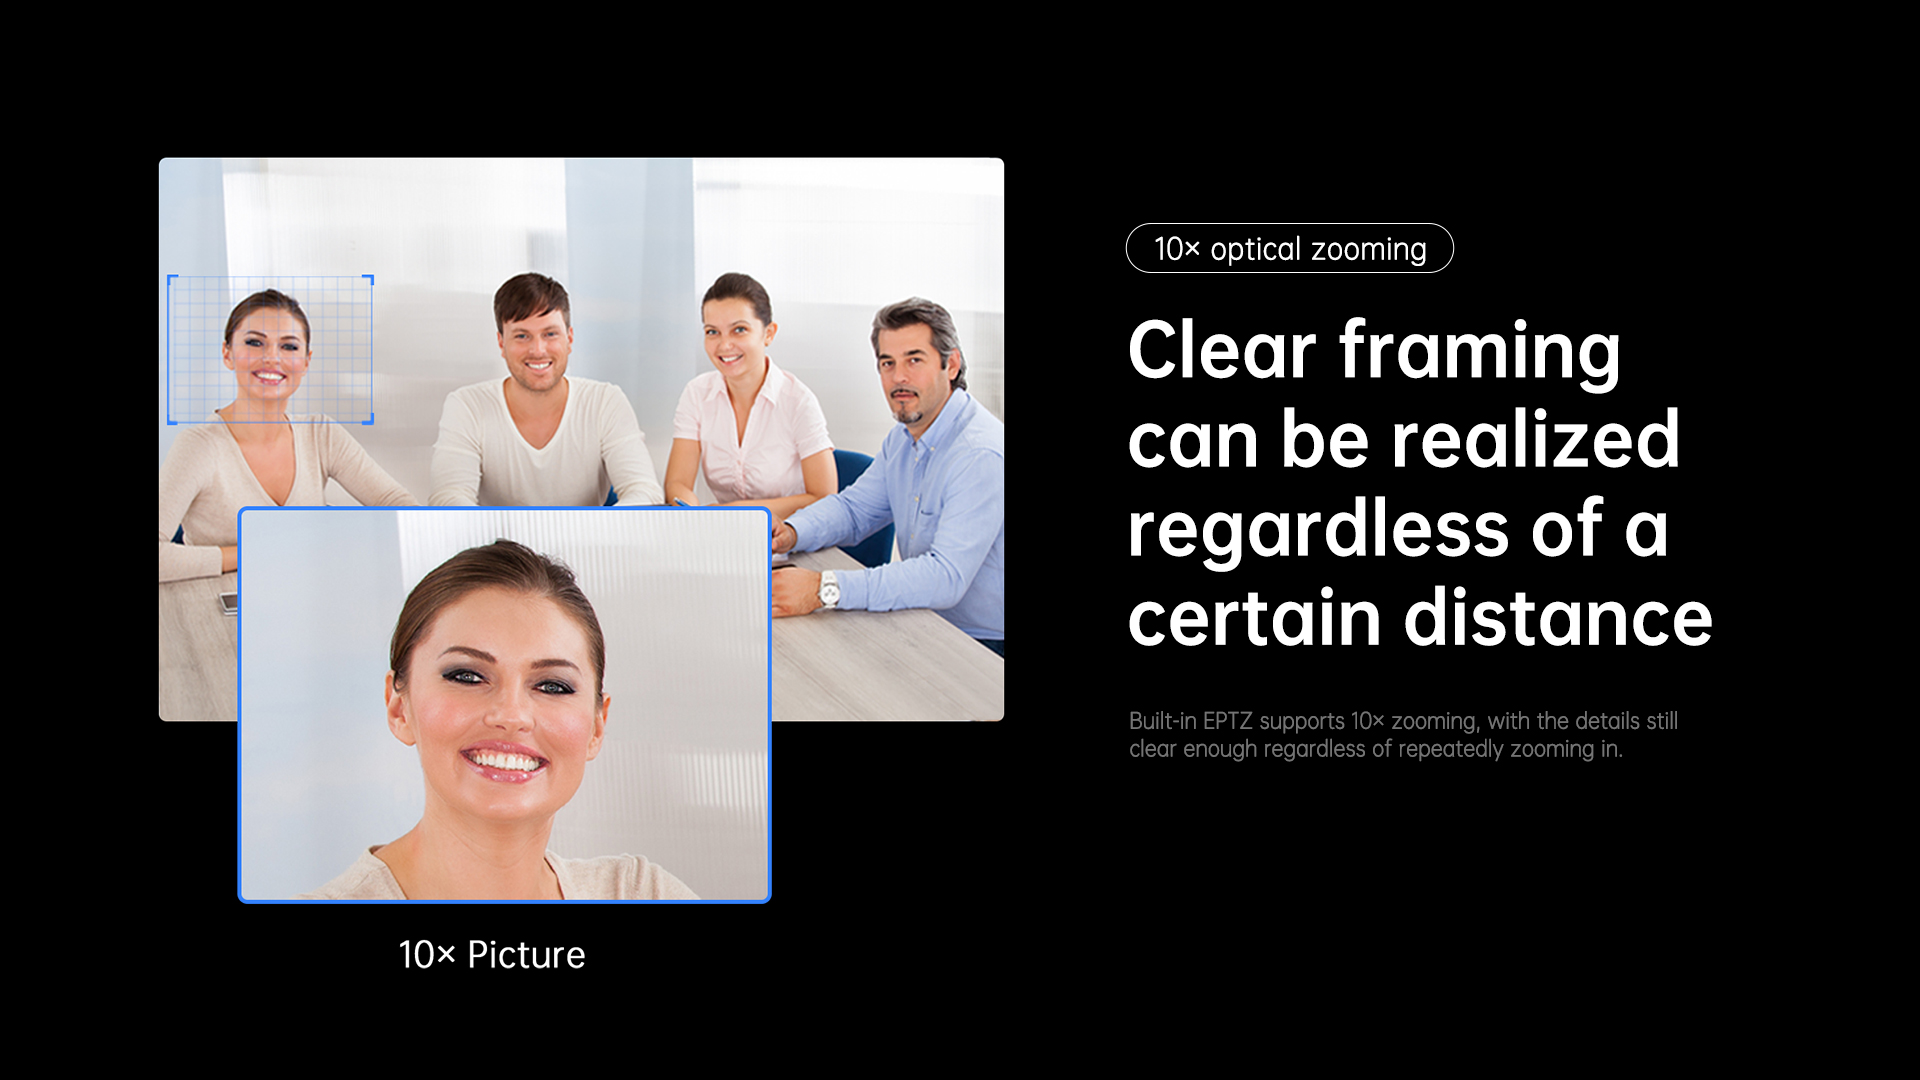 10× optical zooming
Clear framing
can be realized
regardless of a
certain distance
Built-in EPTZ supports 10× zooming, with the details still
clear enough regardless of repeatedly zooming in.
10× Picture